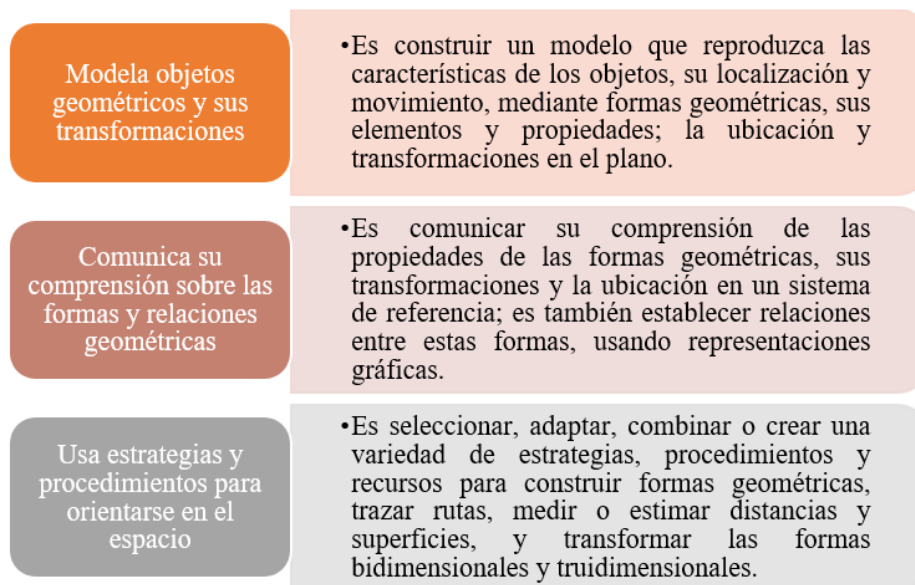 Modela objetos
geométricos y sus
transformaciones
•Es construir un modelo que reproduzca las
características de los objetos, su localización y
movimiento, mediante formas geométricas, sus
elementos y propiedades; la ubicación y
transformaciones en el plano.
Comunica su
comprensión sobre las
formas y relaciones
geométricas
•Es comunicar su comprensión de las
propiedades de las formas geométricas, sus
transformaciones y la ubicación en un sistema
de referencia; es también establecer relaciones
entre estas formas, usando representaciones
gráficas.
Usa estrategias y
procedimientos para
orientarse en el
espacio
•Es seleccionar, adaptar, combinar o crear una
variedad de estrategias, procedimientos y
recursos para construir formas geométricas,
trazar rutas, medir o estimar distancias y
superficies, y transformar las formas
bidimensionales y truidimensionales.